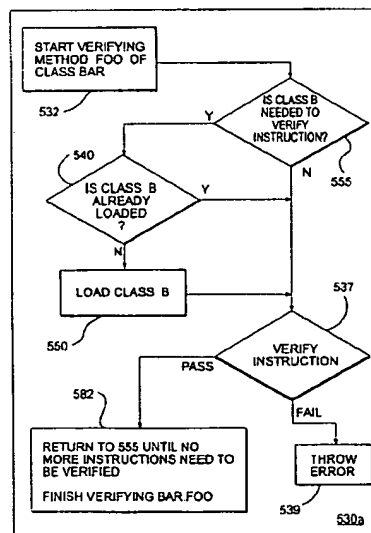 START VERIFYING
METHOD FOO OF
CLASS BAR
532
IS CLASS B
NEEDED TO
VERIFY
INSTRUCTION?
Y
555
N
540
IS CLASS B
ALREADY
LOADED
?
Y
N
LOAD CLASS B
550
537
VERIFY
INSTRUCTION
PASS
FAIL
582
RETURN TO 555 UNTIL NO
MORE INSTRUCTIONS NEED TO
BE VERIFIED
FINISH VERIFYING BAR.FOO
THROW
ERROR
539
530a